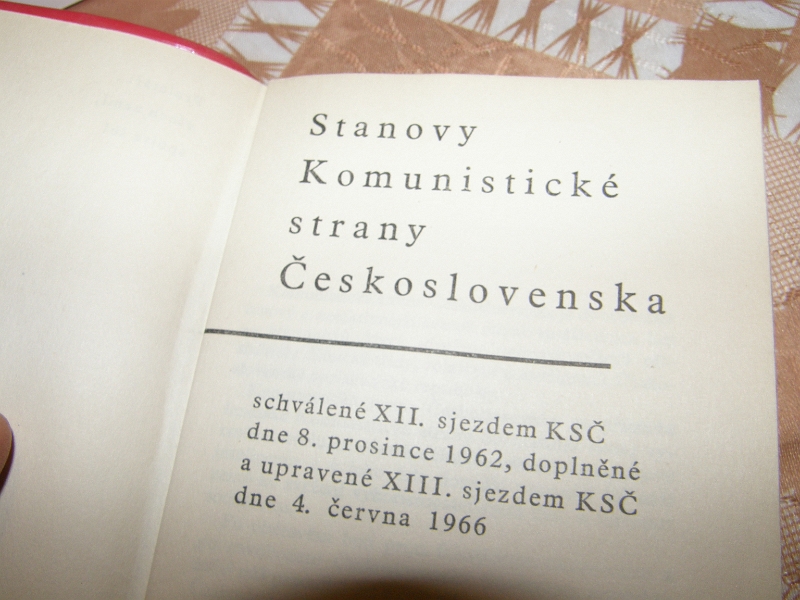 Stanovy
Komunistické
strany
Československa
schválené XII. sjezdem KSČ
dne 8. prosince 1962, doplněné
a upravené XIII. sjezdem KSČ
dne 4. června 1966